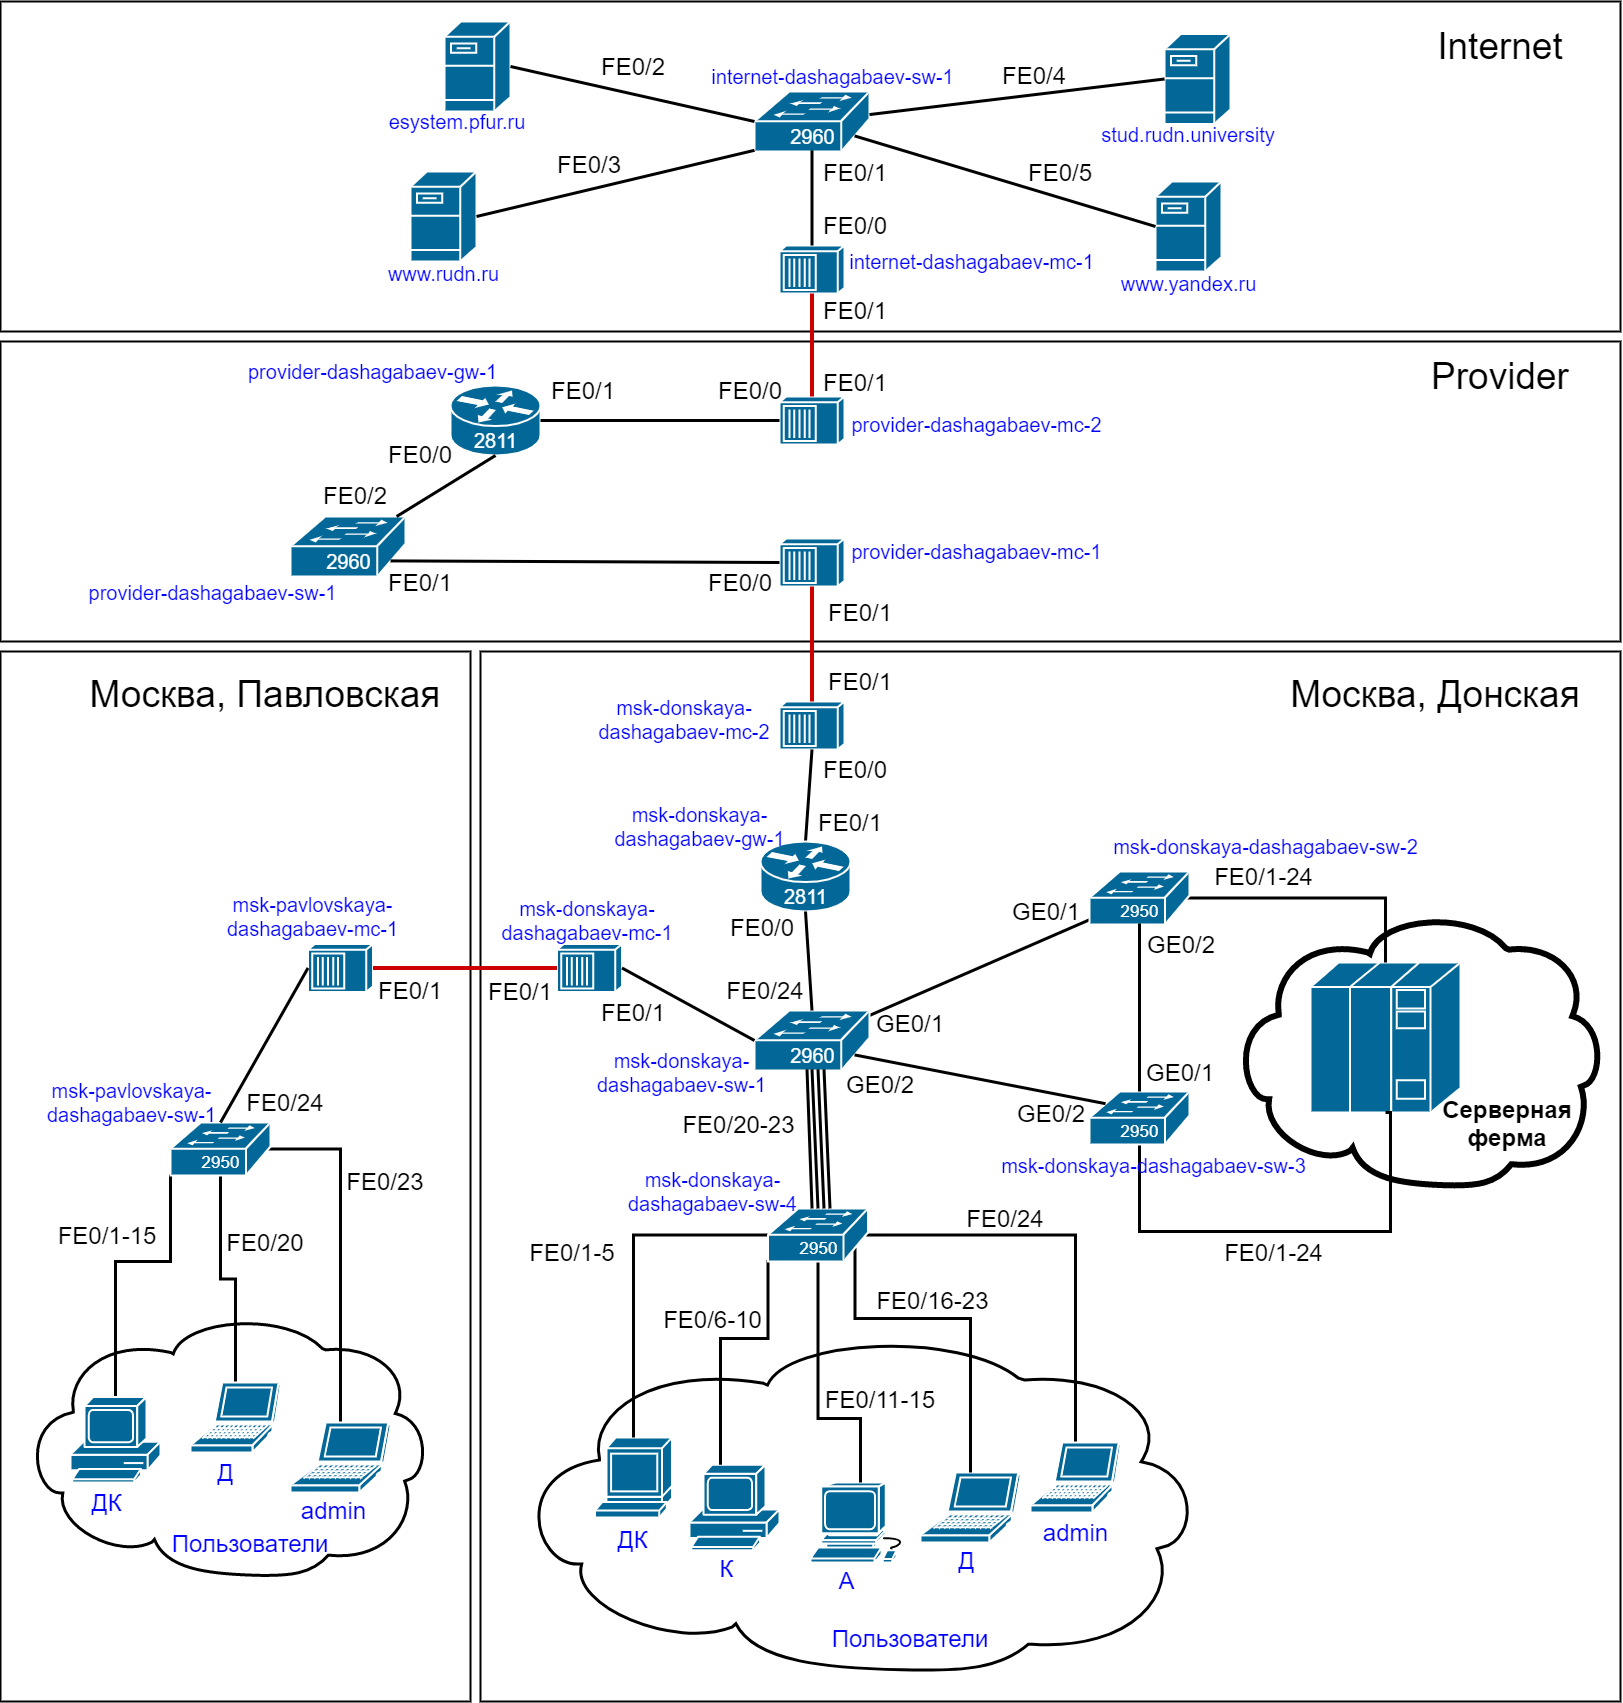 Internet
FE0/2
internet-dashagabaev-sw-1
FE0/4
esystem.pfur.ru
2960
stud.rudn.university
FE0/3
FE0/1
FE0/5
FE0/0
www.rudn.ru
internet-dashagabaev-mc-1
www.yandex.ru
FE0/1
Provider
provider-dashagabaev-gw-1
FE0/1
FE0/0
FE0/1
2811
provider-dashagabaev-mc-2
FE0/0
FE0/2
2960
provider-dashagabaev-mc-1
FE0/1
FE0/0
provider-dashagabaev-sw-1
FE0/1
Москва, Павловская
Москва, Донская
FE0/1
msk-donskaya-
dashagabaev-mc-2
FE0/0
msk-donskaya-
dashagabaev-gw-1
FE0/1
2811
FE0/0
msk-donskaya-dashagabaev-sw-2
FE0/1-24
GE0/1
2950
GE0/2
msk-pavlovskaya-
dashagabaev-mc-1
msk-donskaya-
dashagabaev-mc-1
FE0/1
FE0/1
FE0/1
FE0/24
GE0/1
2960
msk-donskaya-
dashagabaev-sw-1
GE0/2
GE0/1
GE0/2
2950
Серверная
ферма
msk-donskaya-dashagabaev-sw-3
FE0/1-24
msk-pavlovskaya-
dashagabaev-sw-1
FE0/24
2950
FE0/23
FE0/1-15
FE0/20
FE0/20-23
msk-donskaya-
dashagabaev-sw-4
2950
FE0/24
FE0/1-5
FE0/16-23
FE0/6-10
FE0/11-15
ДК
Д
admin
Пользователи
ДК
К
А
Д
admin
Пользователи